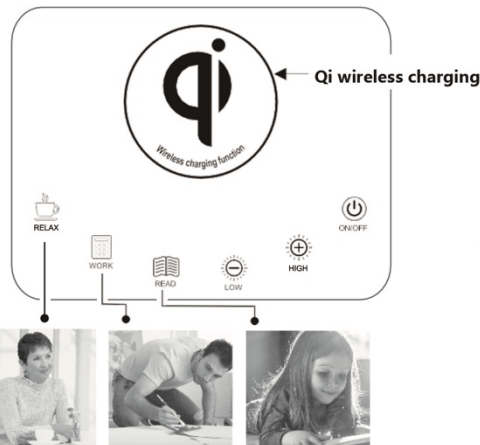 qi
Qi wireless charging
Wireless charging function
RELAX
WORK
READ
LOW
HIGH
ON/OFF